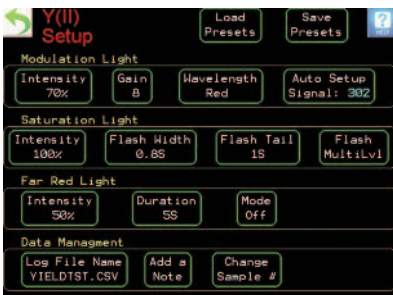 Y(II)
Setup
Load
Presets
Save
Presets
?
HELP
Modulation Light
Intensity
70%
Gain
8
Wavelength
Red
Auto Setup
Signal: 302
Saturation Light
Intensity
100%
Flash Width
0.8S
Flash Tail
1S
Flash
MultiLvl
Far Red Light
Intensity
50%
Duration
5S
Mode
Off
Data Managment
Log File Name
YIELDTST.CSV
Add a
Note
Change
Sample #